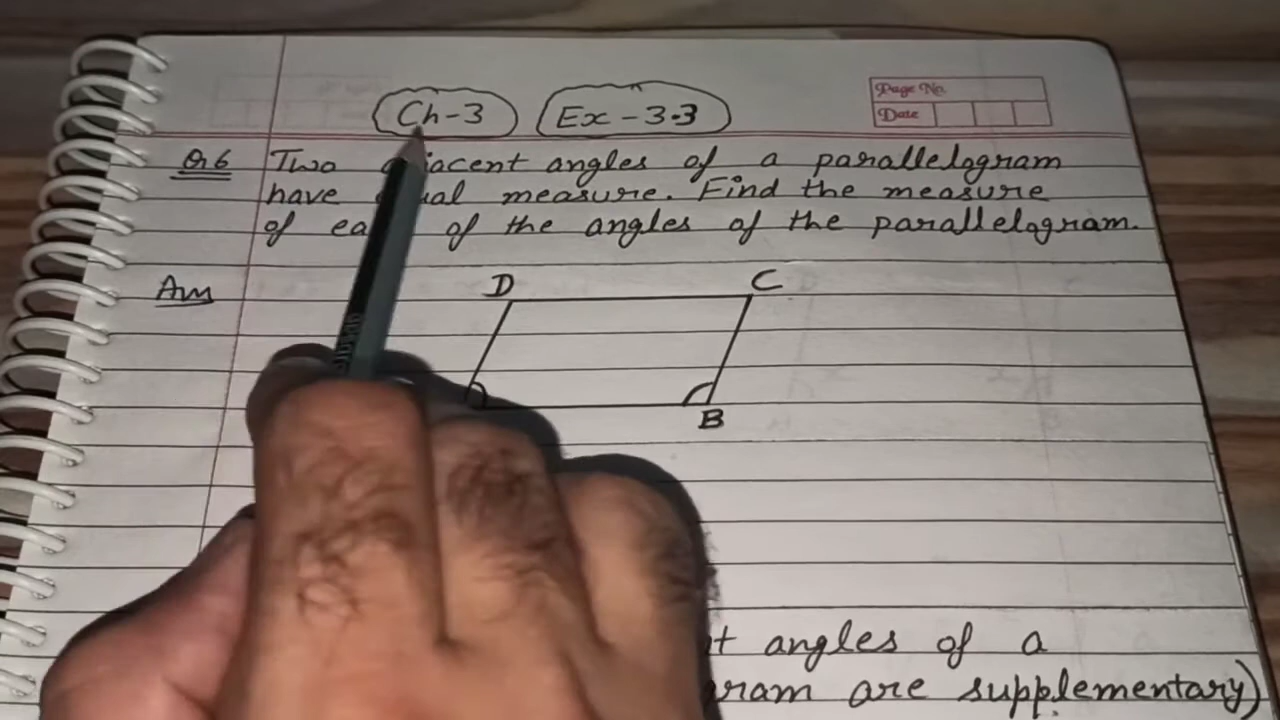 Ch-3 Ex-3.3
Page No.
Date
Q6 Two angles of a parallelogram
have measure. Find the measure
of of the angles of the parallelogram.
Ans
D C
B
angles of a
are supplementary)